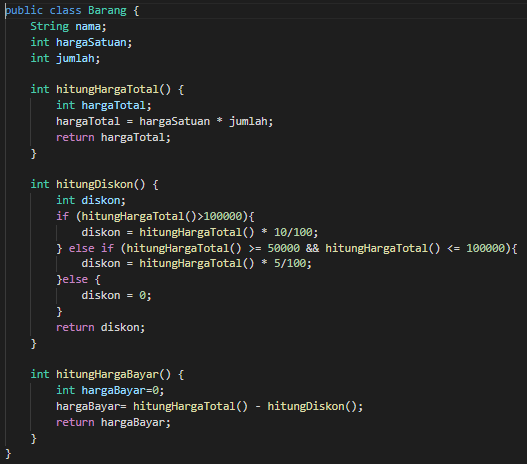 public class Barang {
    String nama;
    int hargaSatuan;
    int jumlah;

    int hitungHargaTotal() {
        int hargaTotal;
        hargaTotal = hargaSatuan * jumlah;
        return hargaTotal;
    }

    int hitungDiskon() {
        int diskon;
        if (hitungHargaTotal()>100000){
            diskon = hitungHargaTotal() * 10/100;
        } else if (hitungHargaTotal() >= 50000 && hitungHargaTotal() <= 100000){
            diskon = hitungHargaTotal() * 5/100;
        }else {
            diskon = 0;
        }
        return diskon;
    }

    int hitungHargaBayar() {
        int hargaBayar=0;
        hargaBayar= hitungHargaTotal() - hitungDiskon();
        return hargaBayar;
    }
}